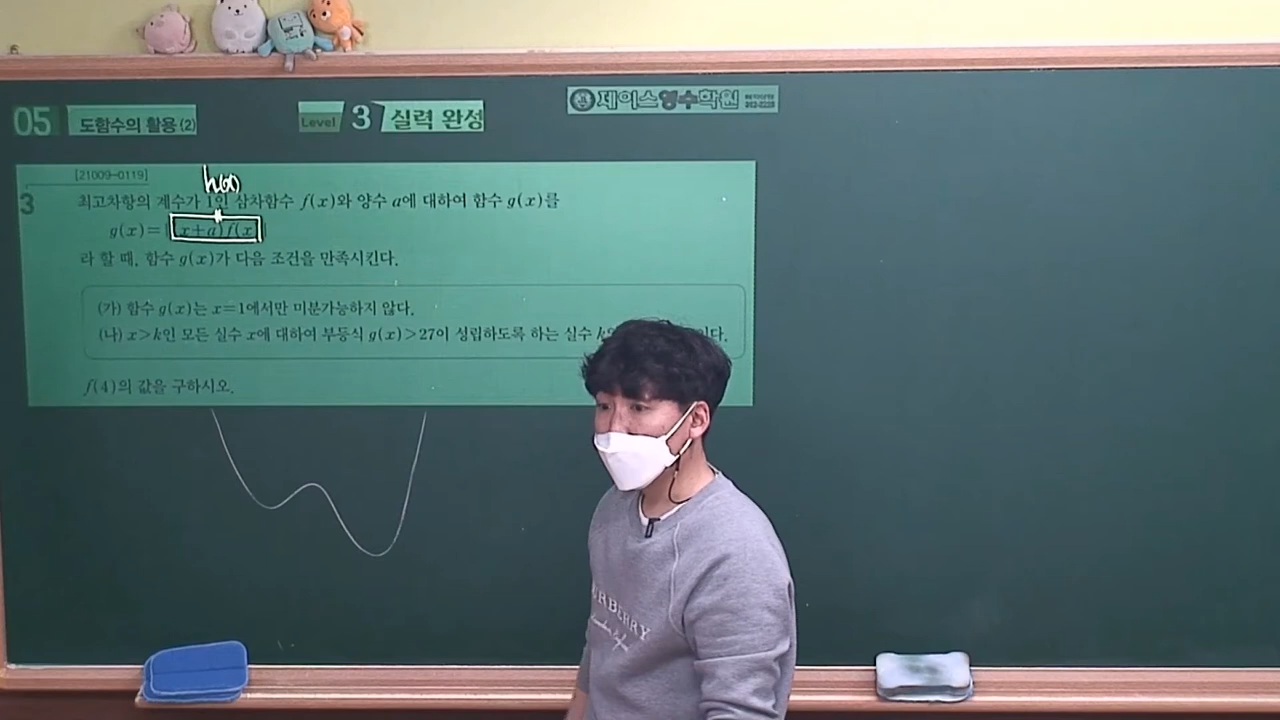 제이스영수학원
05 도함수의 활용 (2) Level 3 실력 완성
[21009-0119]
h(x)
3 최고차항의 계수가 1인 삼차함수 f(x)와 양수 a에 대하여 함수 g(x)를
g(x)=|(x+a)f(x)|
라 할 때, 함수 g(x)가 다음 조건을 만족시킨다.
(가) 함수 g(x)는 x=1에서만 미분가능하지 않다.
(나) x>k인 모든 실수 x에 대하여 부등식 g(x)>27이 성립하도록 하는 실수 k의
f(4)의 값을 구하시오.